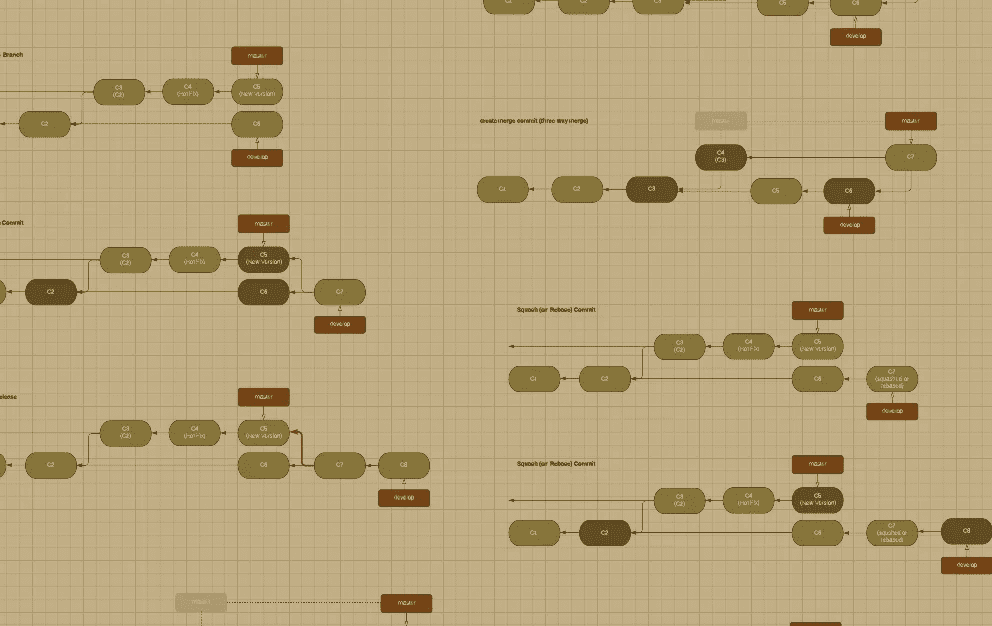 C1
C2
C3
C5
C6
develop
Branch
master
C3
(C2)
C4
(HotFix)
C5
(New Version)
C2
C6
develop
Create merge commit (three way merge)
master
master
C4
(C3)
C7
C1
C2
C3
C5
C6
develop
Commit
master
C3
(C2)
C4
(HotFix)
C5
(New Version)
C2
C6
C7
develop
Squash (or Rebase) Commit
master
C3
(C2)
C4
(HotFix)
C5
(New Version)
C1
C2
C6
C7
(squashed or
rebased)
develop
elease
master
C3
(C2)
C4
(HotFix)
C5
(New Version)
C2
C6
C7
C8
develop
Squash (or Rebase) Commit
master
C3
(C2)
C4
(HotFix)
C5
(New Version)
C1
C2
C6
C7
(squashed or
rebased)
C8
develop
master
master